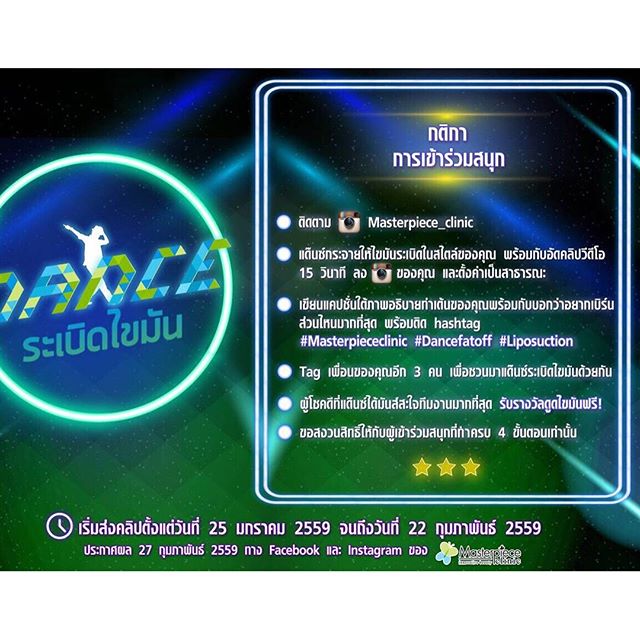 DANCE
ระเบิดไขมัน
กติกา
การเข้าร่วมสนุก
ติดตาม Masterpiece_clinic
แด๊นซ์กระจายให้ไขมันระเบิดในสไตล์ของคุณ พร้อมกับอัดคลิปวีดีโอ
15 วินาที ลง ของคุณ และตั้งค่าเป็นสาธารณะ
เขียนแคปชั่นใต้ภาพอธิบายท่าเต้นของคุณพร้อมกับบอกว่าอยากเบิร์น
ส่วนไหนมากที่สุด พร้อมติด hashtag
#Masterpiececlinic #Dancefatoff #Liposuction
Tag เพื่อนของคุณอีก 3 คน เพื่อชวนมาแด๊นซ์ระเบิดไขมันด้วยกัน
ผู้โชคดีที่แด๊นซ์ได้มันส์สะใจทีมงานมากที่สุด รับรางวัลดูดไขมันฟรี!
ขอสงวนสิทธิ์ให้กับผู้เข้าร่วมสนุกที่ทำครบ 4 ขั้นตอนเท่านั้น
เริ่มส่งคลิปตั้งแต่วันที่ 25 มกราคม 2559 จนถึงวันที่ 22 กุมภาพันธ์ 2559
ประกาศผล 27 กุมภาพันธ์ 2559 ทาง Facebook และ Instagram ของ Masterpiece
Clinic